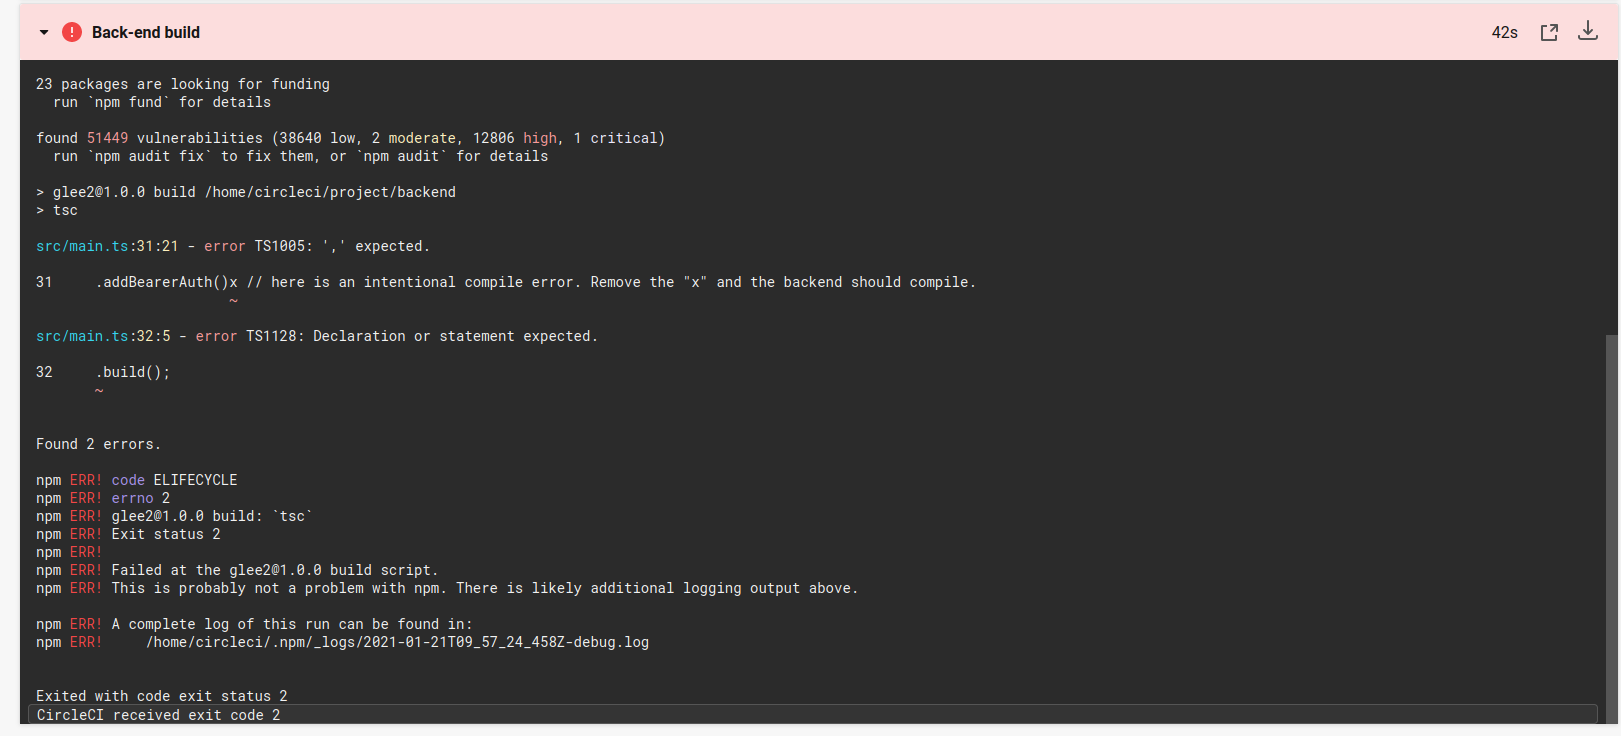 Back-end build
42s
23 packages are looking for funding
run `npm fund` for details
found 51449 vulnerabilities (38640 low, 2 moderate, 12806 high, 1 critical)
run `npm audit fix` to fix them, or `npm audit` for details
> glee2@1.0.0 build /home/circleci/project/backend
> tsc
src/main.ts:31:21 - error TS1005: ',' expected.
31     .addBearerAuth()x // here is an intentional compile error. Remove the "x" and the backend should compile.
~
src/main.ts:32:5 - error TS1128: Declaration or statement expected.
32     .build();
~
Found 2 errors.
npm ERR! code ELIFECYCLE
npm ERR! errno 2
npm ERR! glee2@1.0.0 build: `tsc`
npm ERR! Exit status 2
npm ERR!
npm ERR! Failed at the glee2@1.0.0 build script.
npm ERR! This is probably not a problem with npm. There is likely additional logging output above.
npm ERR! A complete log of this run can be found in:
npm ERR!     /home/circleci/.npm/_logs/2021-01-21T09_57_24_458Z-debug.log
Exited with code exit status 2
CircleCI received exit code 2